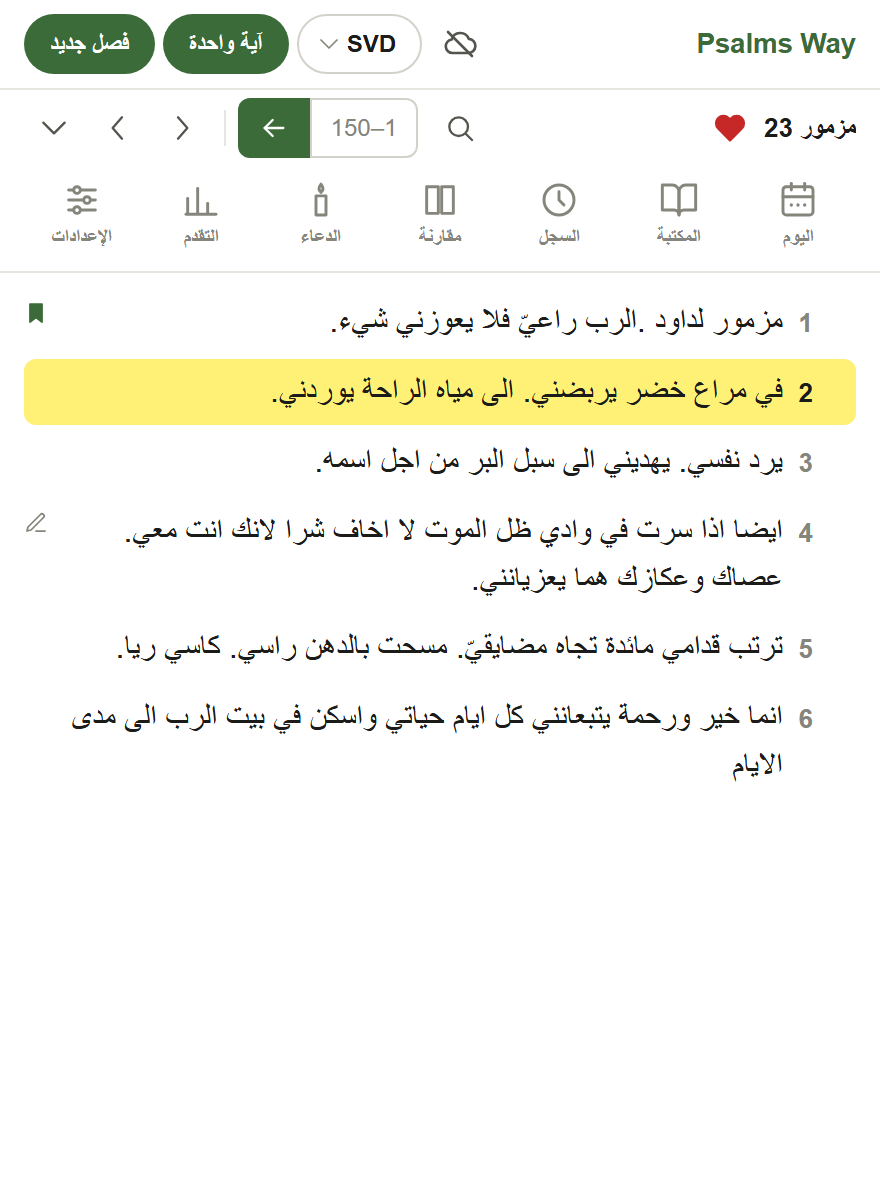 Psalms Way
SVD
آية واحدة
فصل جديد
مزمور 23
1–150
اليوم
المكتبة
السجل
مقارنة
الدعاء
التقدم
الإعدادات
1 مزمور لداود .الرب راعيّ فلا يعوزني شيء.
2 في مراع خضر يربضني. الى مياه الراحة يوردني.
3 يرد نفسي. يهديني الى سبل البر من اجل اسمه.
4 ايضا اذا سرت في وادي ظل الموت لا اخاف شرا لانك انت معي.
عصاك وعكازك هما يعزيانني.
5 ترتب قدامي مائدة تجاه مضايقيّ. مسحت بالدهن راسي. كاسي ريا.
6 انما خير ورحمة يتبعانني كل ايام حياتي واسكن في بيت الرب الى مدى
الايام